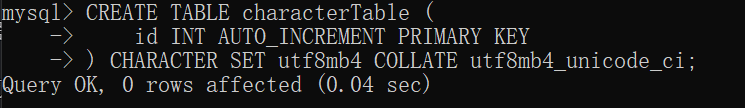 mysql> CREATE TABLE characterTable (
    ->     id INT AUTO_INCREMENT PRIMARY KEY
    -> ) CHARACTER SET utf8mb4 COLLATE utf8mb4_unicode_ci;
Query OK, 0 rows affected (0.04 sec)